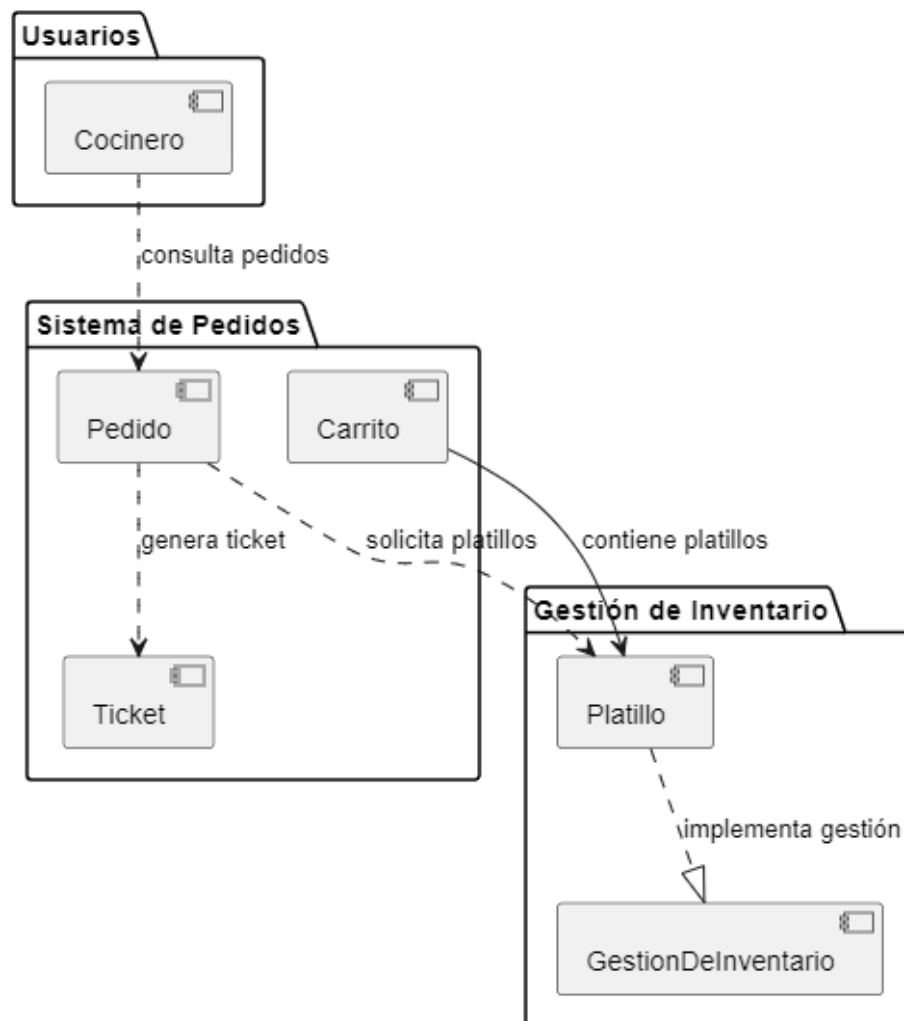 Usuarios
Cocinero
consulta pedidos
Sistema de Pedidos
Pedido
Carrito
genera ticket
solicita platillos
contiene platillos
Gestión de Inventario
Ticket
Platillo
implementa gestión
GestionDeInventario